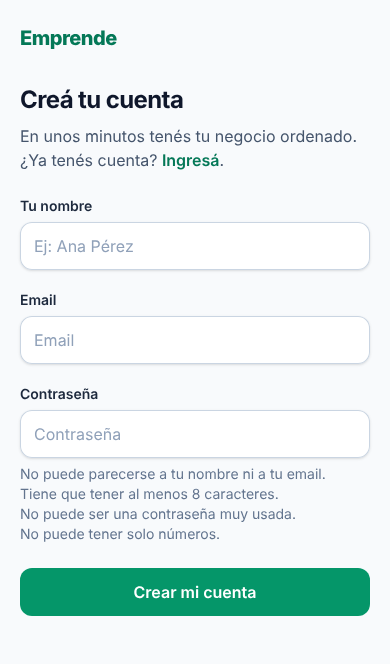 Emprende
Creá tu cuenta
En unos minutos tenés tu negocio ordenado.
¿Ya tenés cuenta? Ingresá.
Tu nombre
Ej: Ana Pérez
Email
Email
Contraseña
Contraseña
No puede parecerse a tu nombre ni a tu email.
Tiene que tener al menos 8 caracteres.
No puede ser una contraseña muy usada.
No puede tener solo números.
Crear mi cuenta